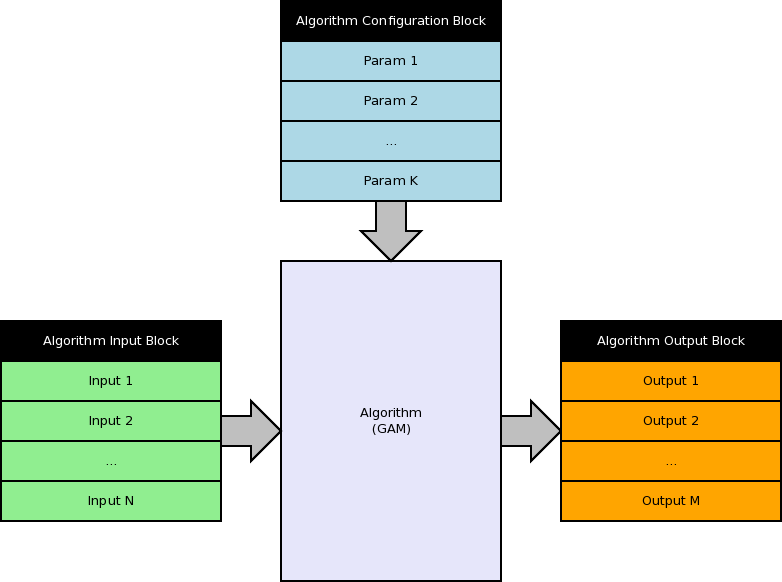 Algorithm Configuration Block
Param 1
Param 2
...
Param K
Algorithm Input Block
Input 1
Input 2
...
Input N
Algorithm
(GAM)
Algorithm Output Block
Output 1
Output 2
...
Output M